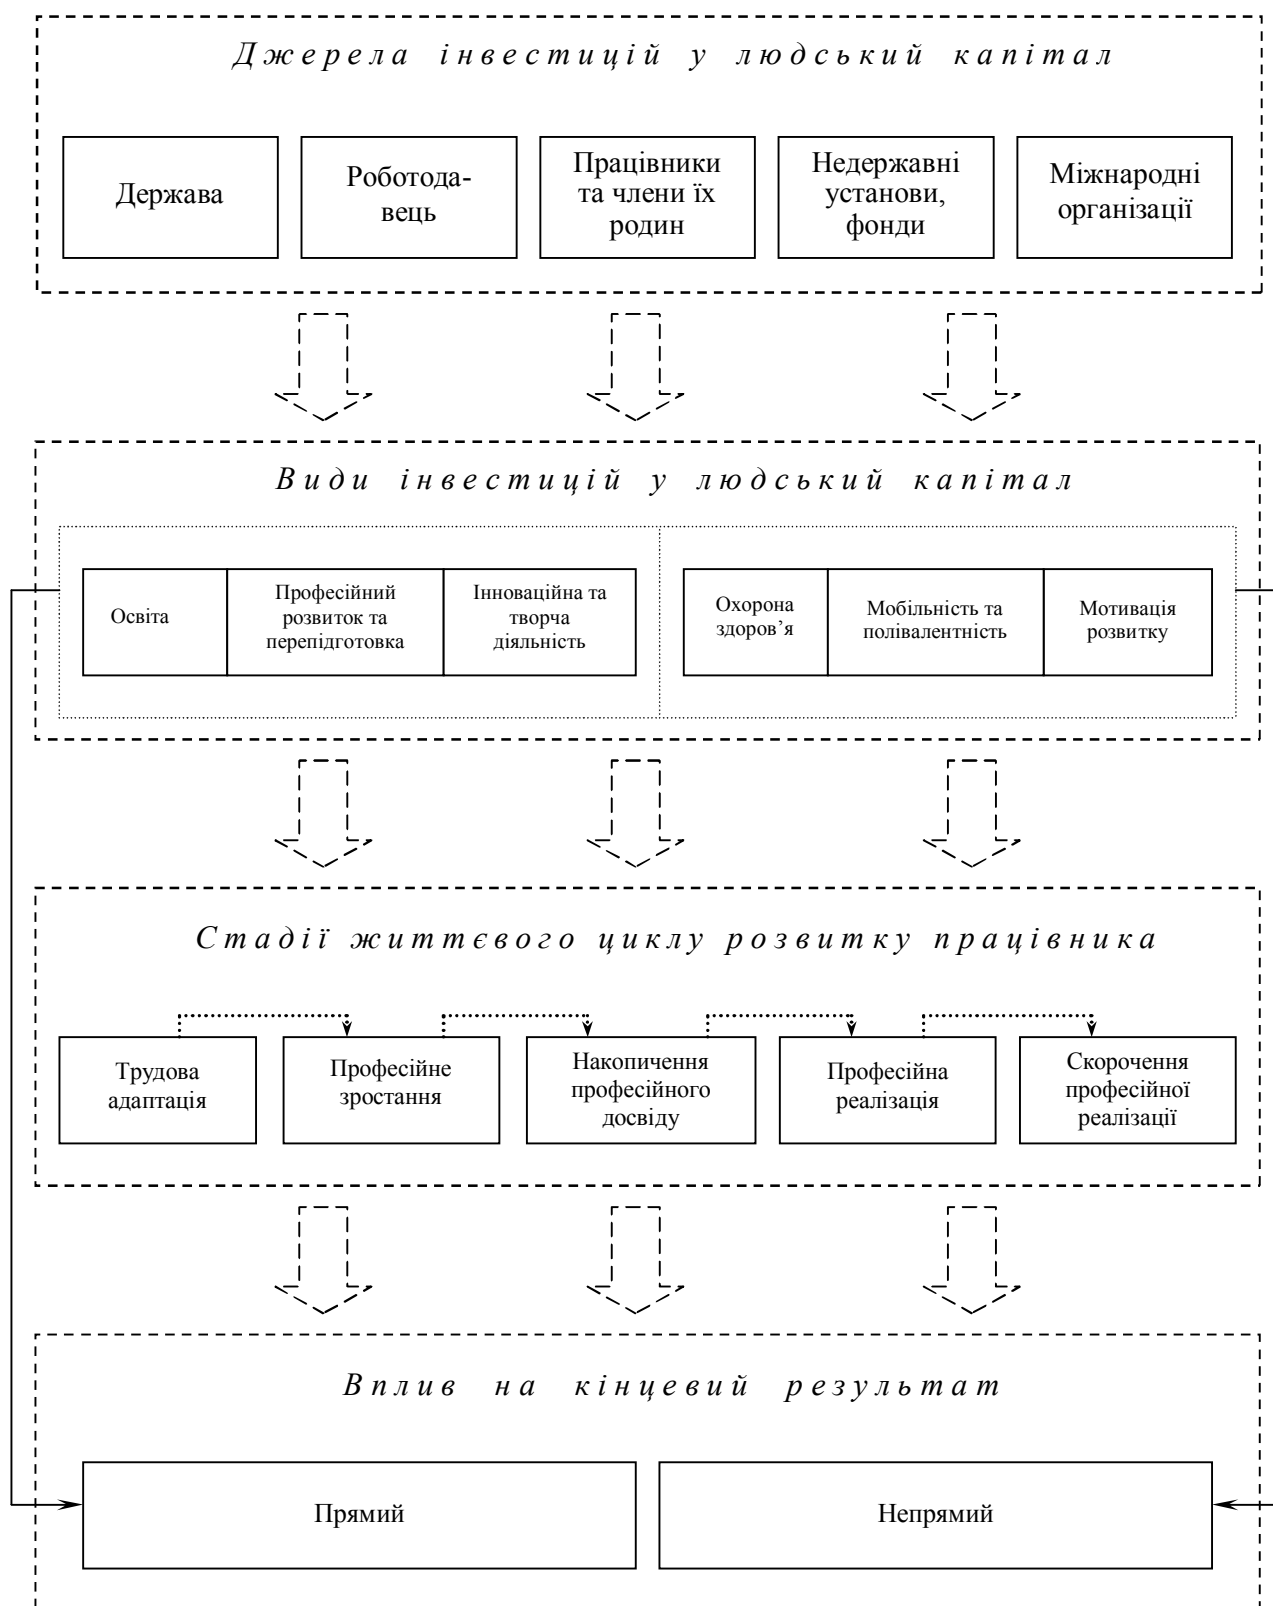 Джерела інвестицій у людський капітал
Держава
Роботода-
вець
Працівники
та члени їх
родин
Недержавні
установи,
фонди
Міжнародні
організації
Види інвестицій у людський капітал
Освіта
Професійний
розвиток та
перепідготовка
Інноваційна та
творча
діяльність
Охорона
здоров’я
Мобільність та
полівалентність
Мотивація
розвитку
Стадії життєвого циклу розвитку працівника
Трудова
адаптація
Професійне
зростання
Накопичення
професійного
досвіду
Професійна
реалізація
Скорочення
професійної
реалізації
Вплив на кінцевий результат
Прямий
Непрямий